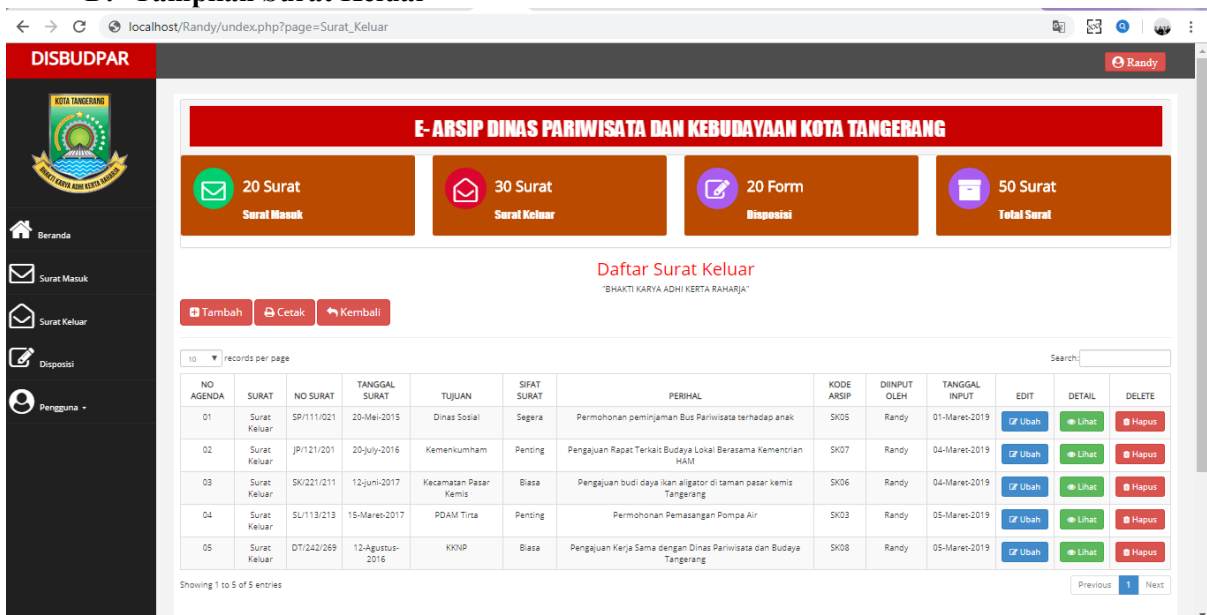 D. Tampilan Surat Keluar
localhost/Randy/undex.php?page=Surat_Keluar
DISBUDPAR
Randy
KOTA TANGERANG
BHAKTI KARYA ADHI KERTA RAHARJA
E-ARSIP DINAS PARIWISATA DAN KEBUDAYAAN KOTA TANGERANG
20 Surat
Surat Masuk
30 Surat
Surat Keluar
20 Form
Disposisi
50 Surat
Total Surat
Beranda
Surat Masuk
Surat Keluar
Disposisi
Pengguna
Daftar Surat Keluar
"BHAKTI KARYA ADHI KERTA RAHARJA"
Tambah Cetak Kembali
10 records per page Search:
NO AGENDA SURAT NO SURAT TANGGAL SURAT TUJUAN SIFAT SURAT PERIHAL KODE ARSIP DIINPUT OLEH TANGGAL INPUT EDIT DETAIL DELETE
01 Surat Keluar SP/111/021 20-Mei-2015 Dinas Sosial Segera Permohonan peminjaman Bus Pariwisata terhadap anak SK05 Randy 01-Maret-2019 Ubah Lihat Hapus
02 Surat Keluar JP/121/201 20-July-2016 Kemenkumham Penting Pengajuan Rapat Terkait Budaya Lokal Berasama Kementrian HAM SK07 Randy 04-Maret-2019 Ubah Lihat Hapus
03 Surat Keluar SK/221/211 12-juni-2017 Kecamatan Pasar Kemis Biasa Pengajuan budi daya ikan aligator di taman pasar kemis Tangerang SK06 Randy 04-Maret-2019 Ubah Lihat Hapus
04 Surat Keluar SL/113/213 15-Maret-2017 PDAM Tirta Penting Permohonan Pemasangan Pompa Air SK03 Randy 05-Maret-2019 Ubah Lihat Hapus
05 Surat Keluar DT/242/269 12-Agustus-2016 KKNP Biasa Pengajuan Kerja Sama dengan Dinas Pariwisata dan Budaya Tangerang SK08 Randy 05-Maret-2019 Ubah Lihat Hapus
Showing 1 to 5 of 5 entries
Previous 1 Next